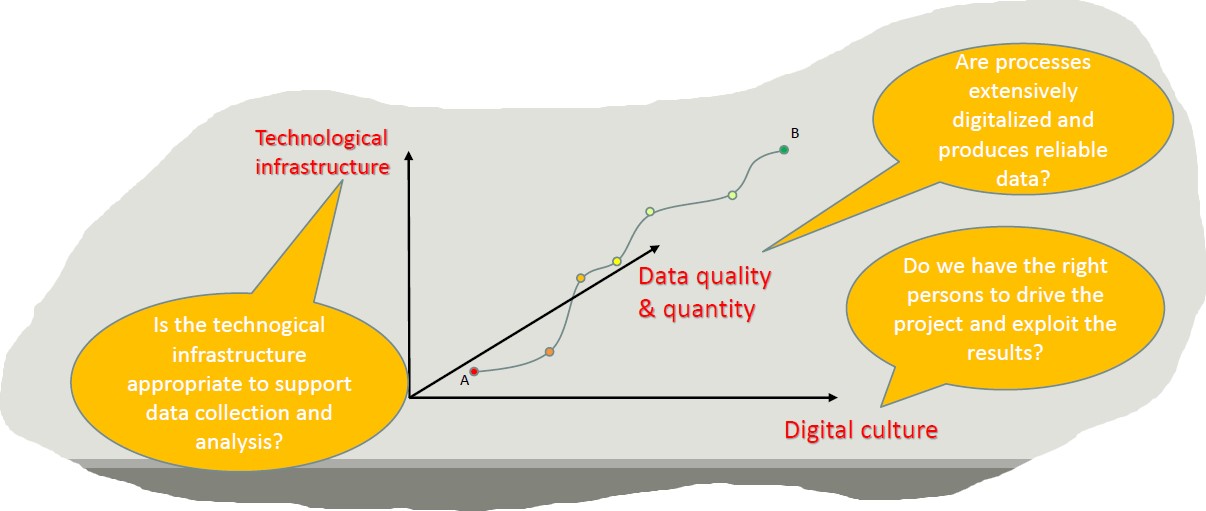 Technological
infrastructure
Is the technogical
infrastructure
appropriate to support
data collection and
analysis?
A
B
Data quality
& quantity
Digital culture
Are processes
extensively
digitalized and
produces reliable
data?
Do we have the right
persons to drive the
project and exploit the
results?